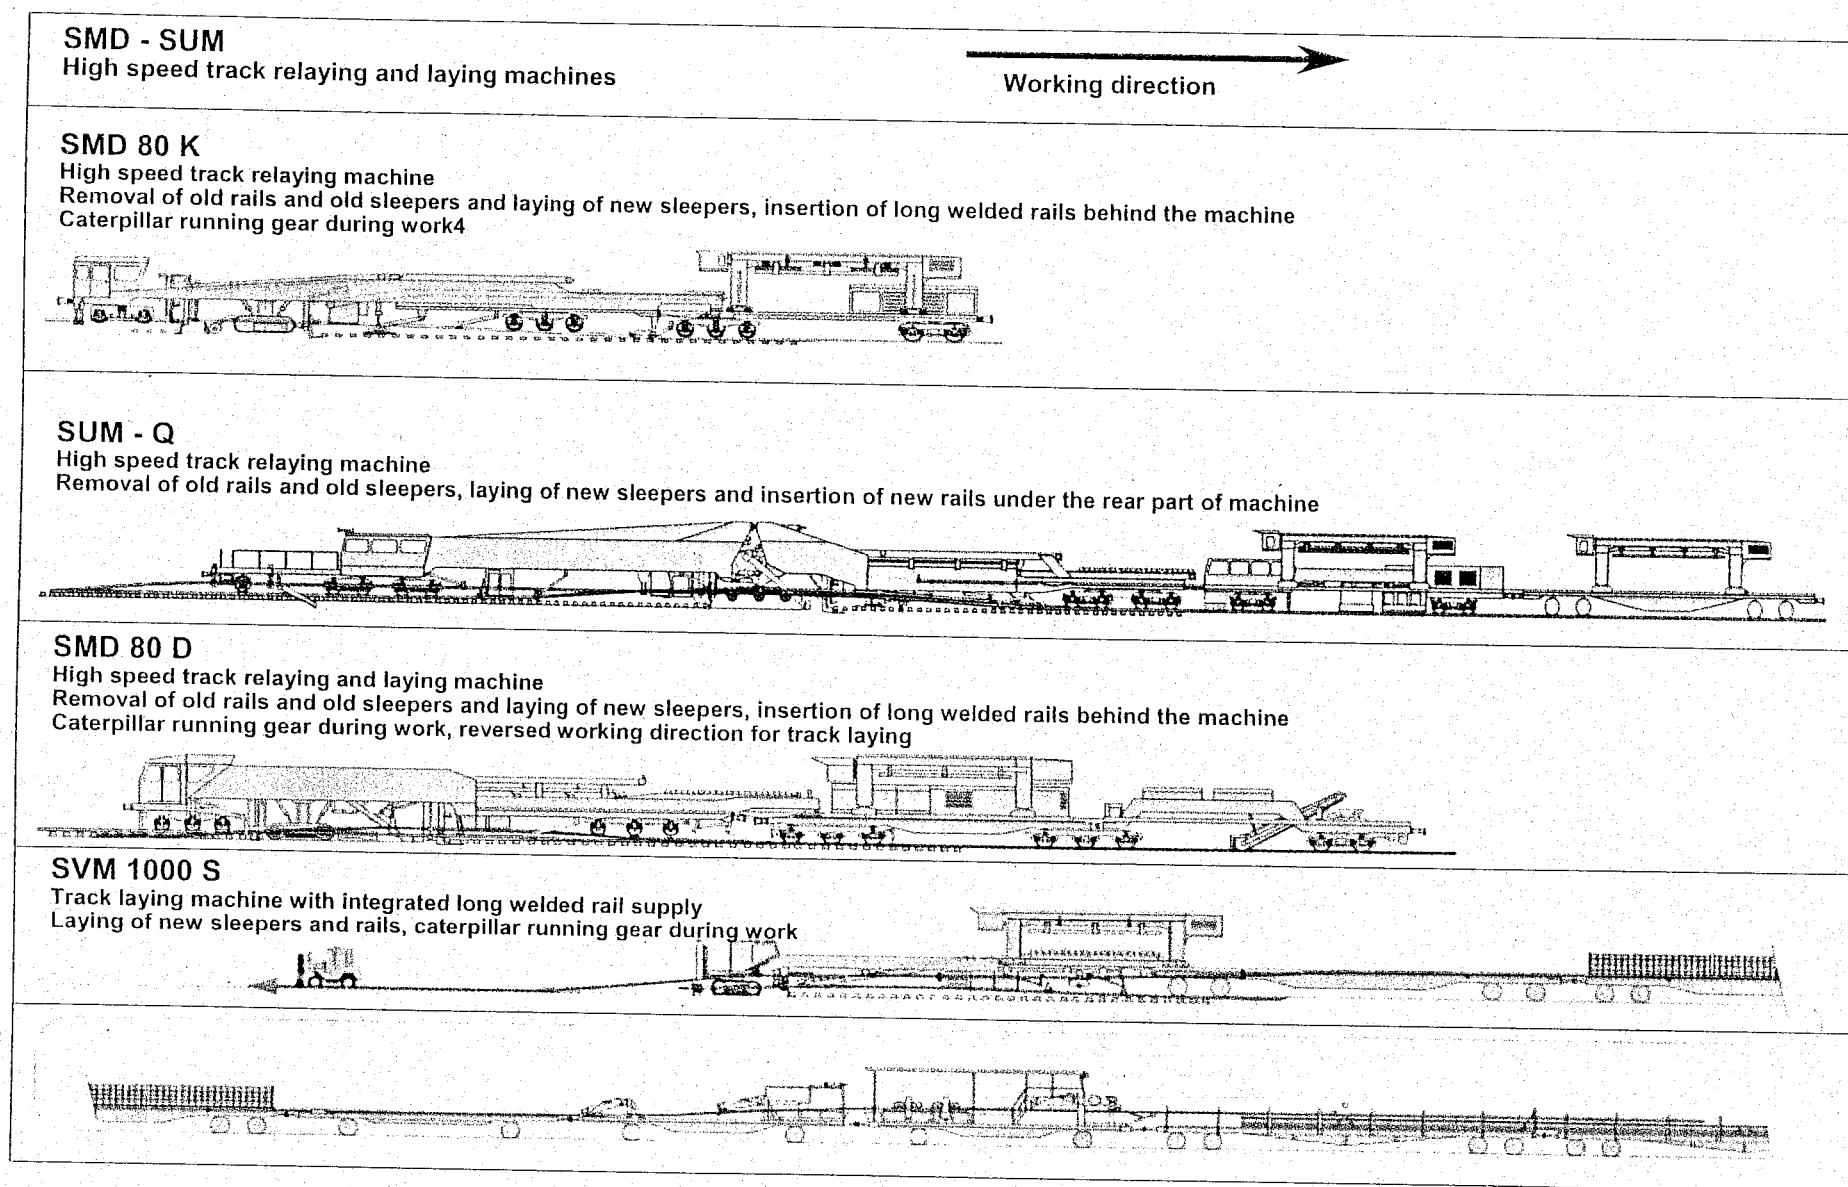 SMD - SUM
High speed track relaying and laying machines
Working direction
SMD 80 K
High speed track relaying machine
Removal of old rails and old sleepers and laying of new sleepers, insertion of long welded rails behind the machine
Caterpillar running gear during work4
SUM - Q
High speed track relaying machine
Removal of old rails and old sleepers, laying of new sleepers and insertion of new rails under the rear part of machine
SMD 80 D
High speed track relaying and laying machine
Removal of old rails and old sleepers and laying of new sleepers, insertion of long welded rails behind the machine
Caterpillar running gear during work, reversed working direction for track laying
SVM 1000 S
Track laying machine with integrated long welded rail supply
Laying of new sleepers and rails, caterpillar running gear during work